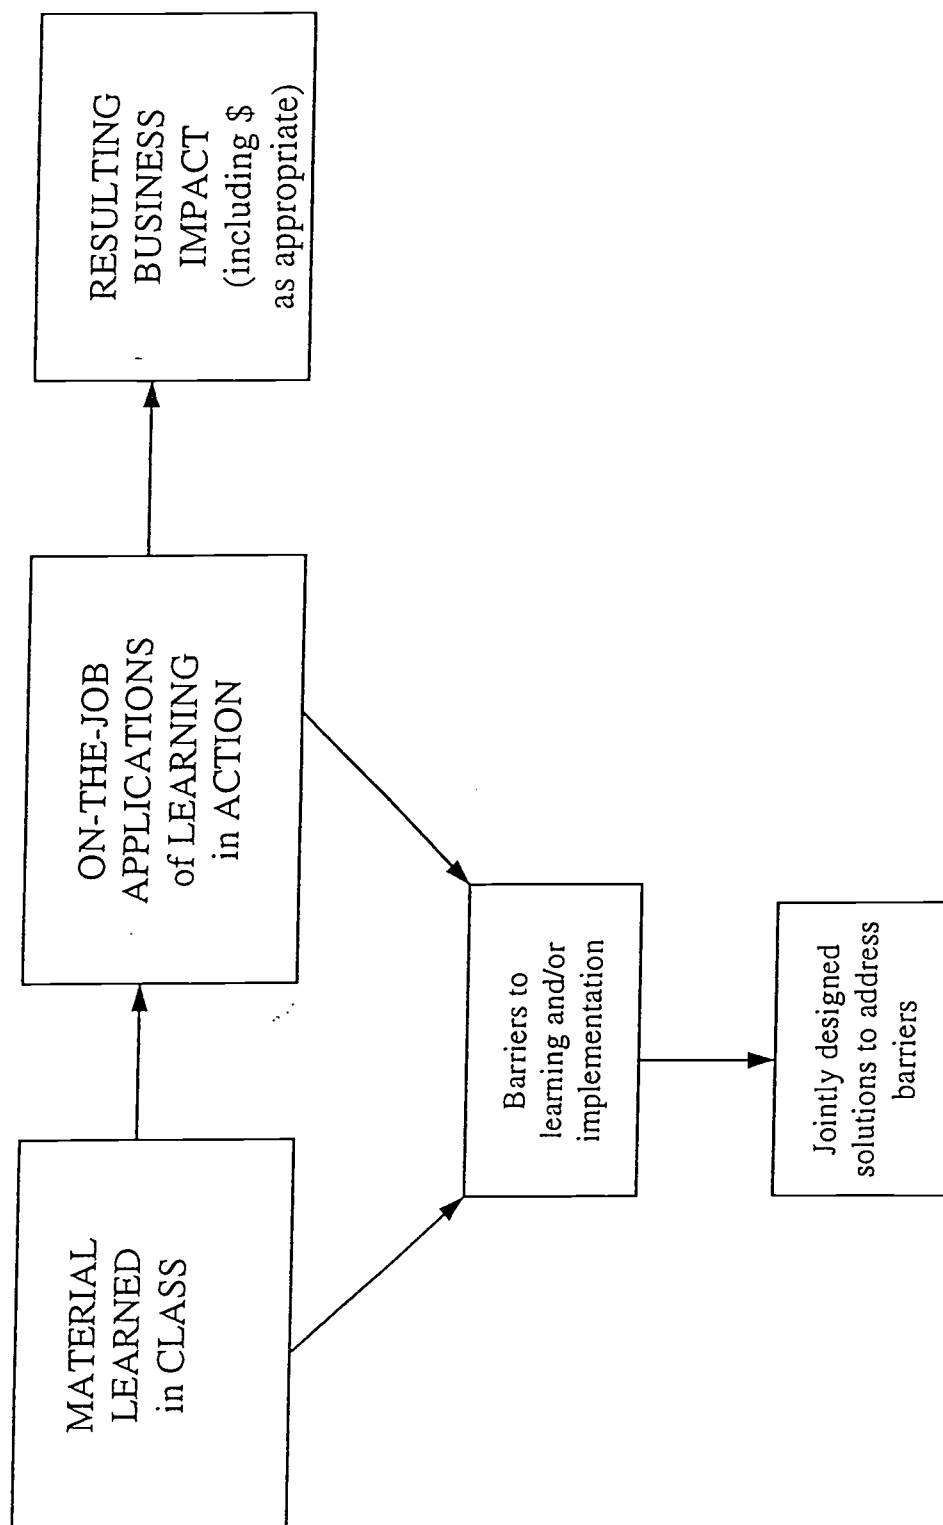 MATERIAL
LEARNED
in CLASS
ON-THE-JOB
APPLICATIONS
of LEARNING
in ACTION
RESULTING
BUSINESS
IMPACT
(including $
as appropriate)
Barriers to
learning and/or
implementation
Jointly designed
solutions to address
barriers